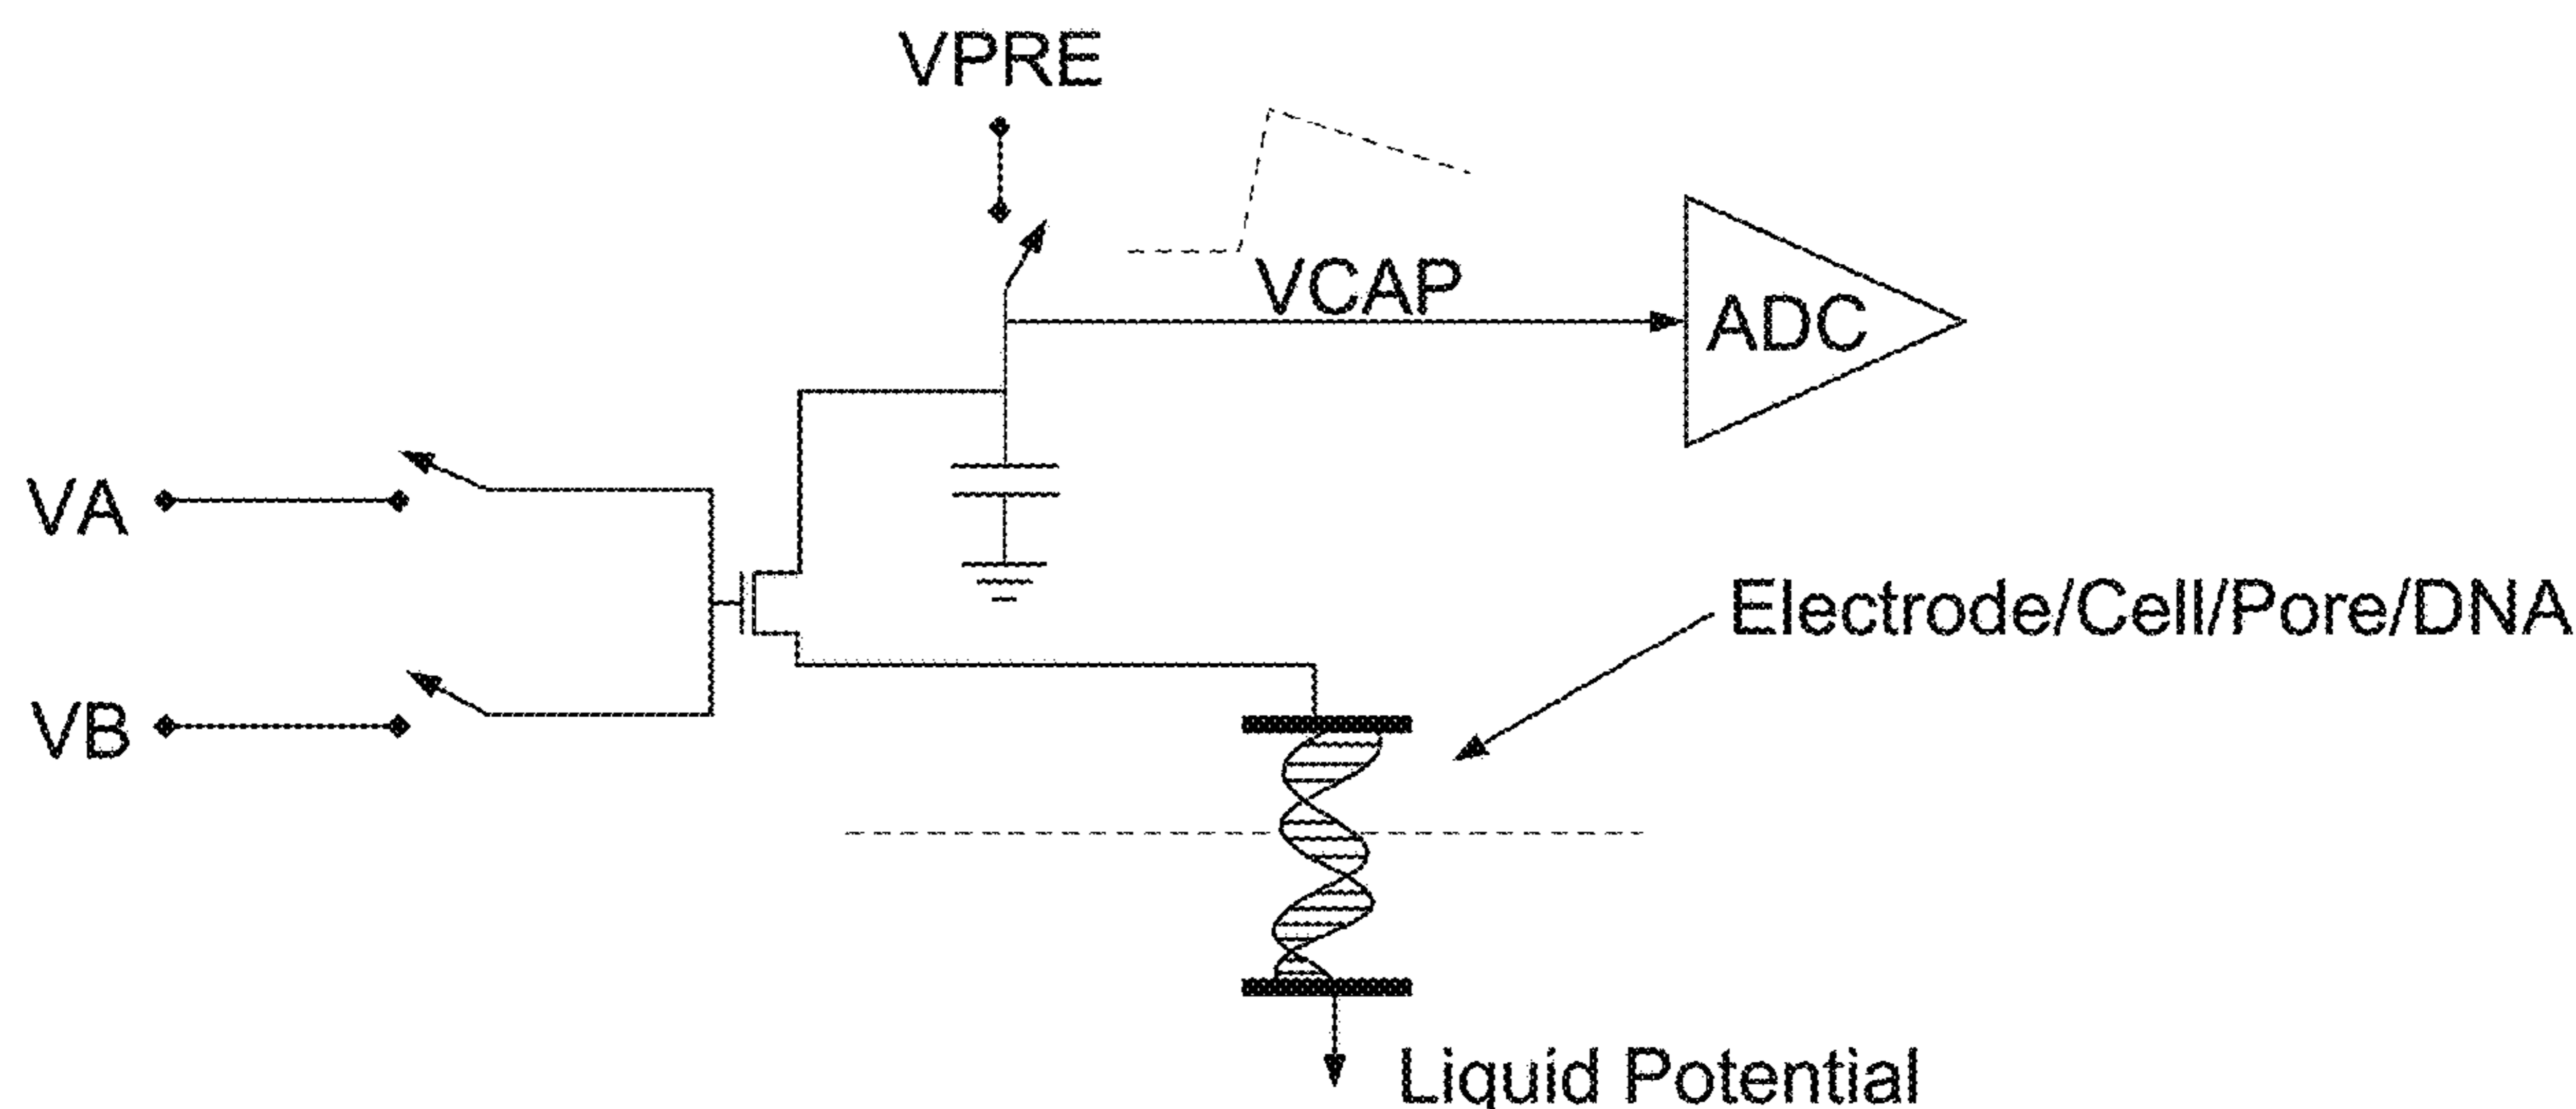 VPRE
VCAP
ADC
VA
Electrode/Cell/Pore/DNA
VB
Liquid Potential